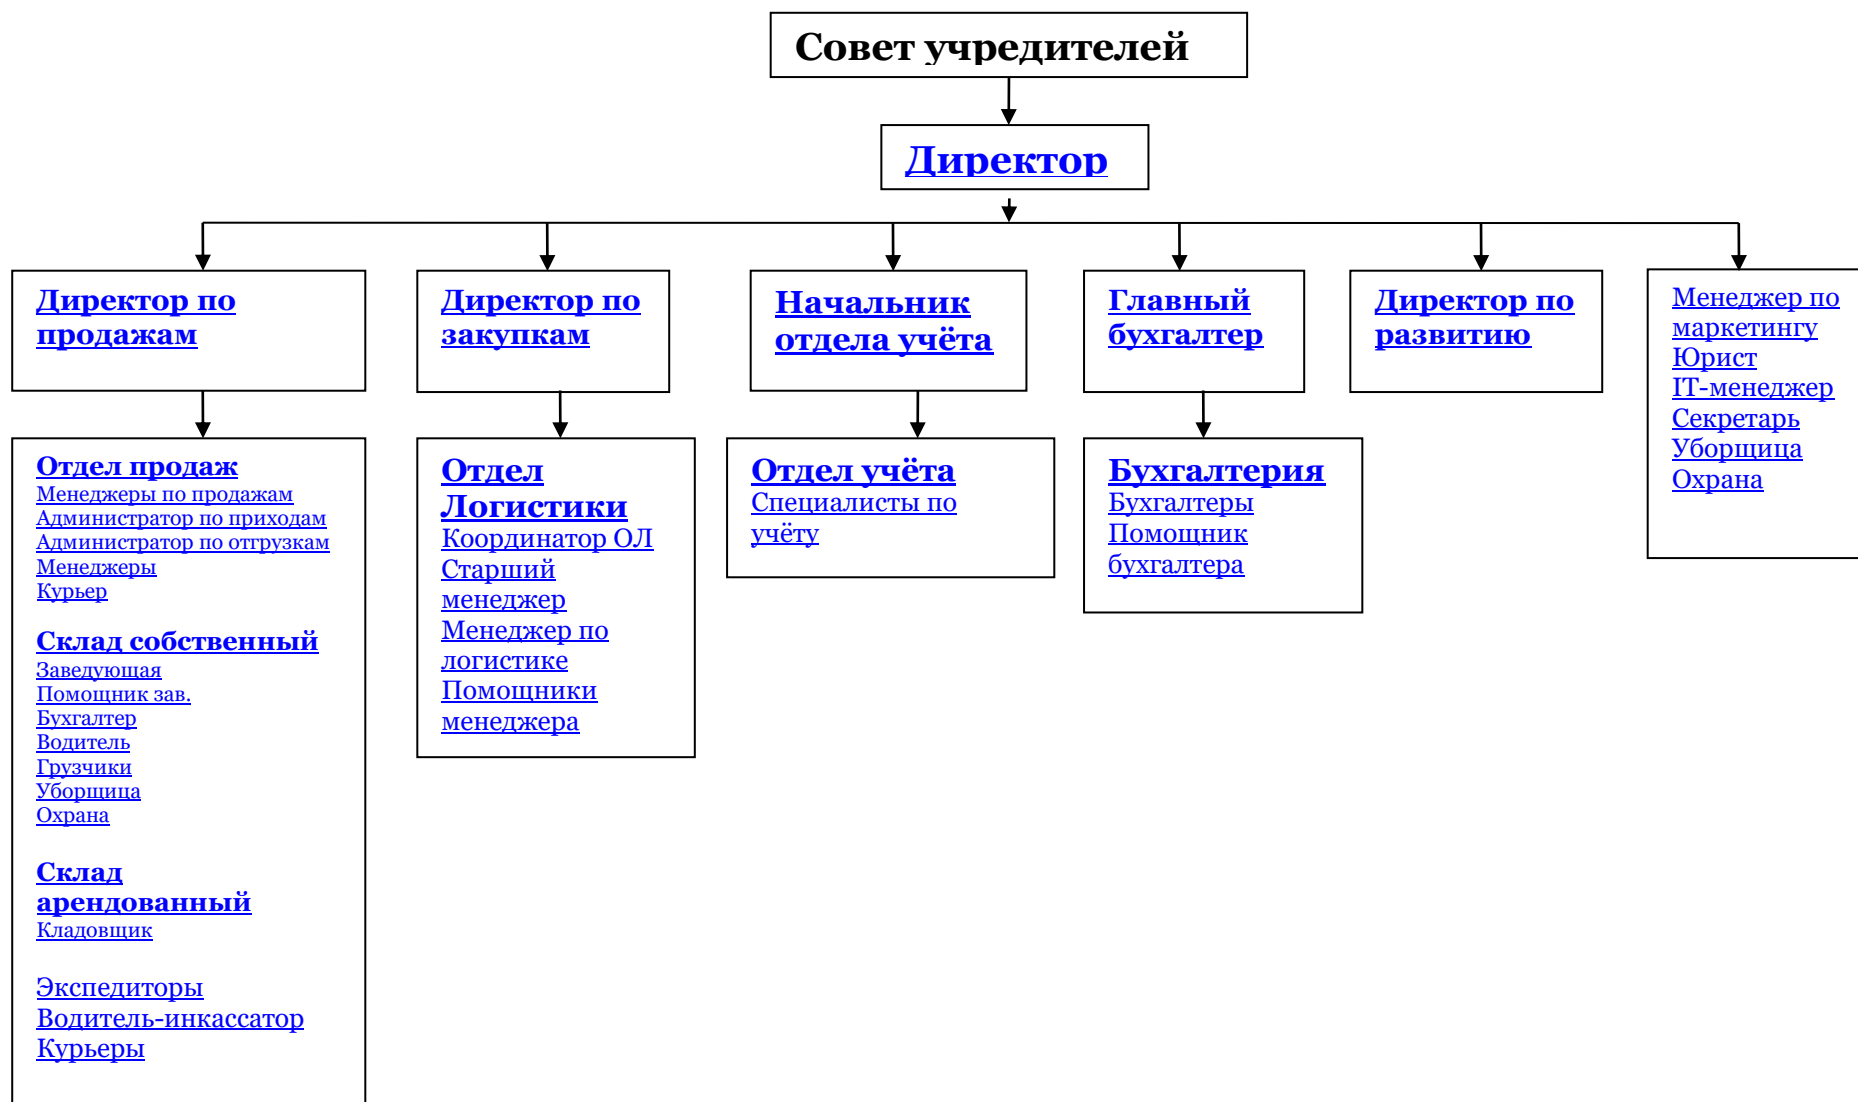 Совет учредителей
Директор
Директор по
продажам
Директор по
закупкам
Начальник
отдела учёта
Главный
бухгалтер
Директор по
развитию
Менеджер по
маркетингу
Юрист
IT-менеджер
Секретарь
Уборщица
Охрана
Отдел продаж
Менеджеры по продажам
Администратор по приходам
Администратор по отгрузкам
Менеджеры
Курьер
Склад собственный
Заведующая
Помощник зав.
Бухгалтер
Водитель
Грузчики
Уборщица
Охрана
Склад
арендованный
Кладовщик
Экспедиторы
Водитель-инкассатор
Курьеры
Отдел
Логистики
Координатор ОЛ
Старший
менеджер
Менеджер по
логистике
Помощники
менеджера
Отдел учёта
Специалисты по
учёту
Бухгалтерия
Бухгалтеры
Помощник
бухгалтера